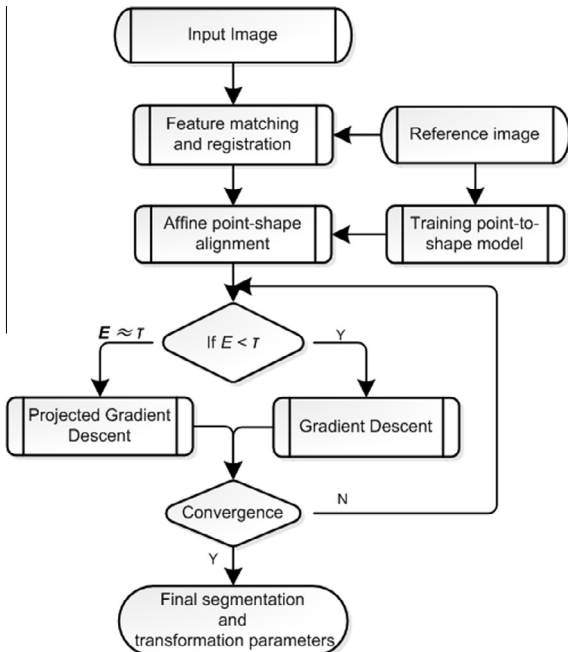 Input Image
Feature matching
and registration
Reference image
Affine point-shape
alignment
Training point-to-
shape model
E ≈ τ
If E < τ
Y
Projected Gradient
Descent
Gradient Descent
Convergence
N
Y
Final segmentation
and
transformation parameters